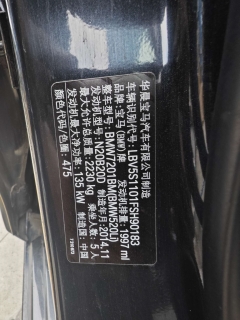 华晨宝马汽车有限公司制造
车辆识别代号: LBV5S1101FSH90183
品牌: 宝马(BMW)牌 发动机排量: 1997 ml
整车型号: BMW7201BM(BMW520Li)
发动机型号: N20B20D 制造年月: 2014.11
最大允许总质量: 2230 kg 乘坐人数: 5 人
发动机最大净功率: 135 kW 制造国: 中国
颜色代码/色圈: 475